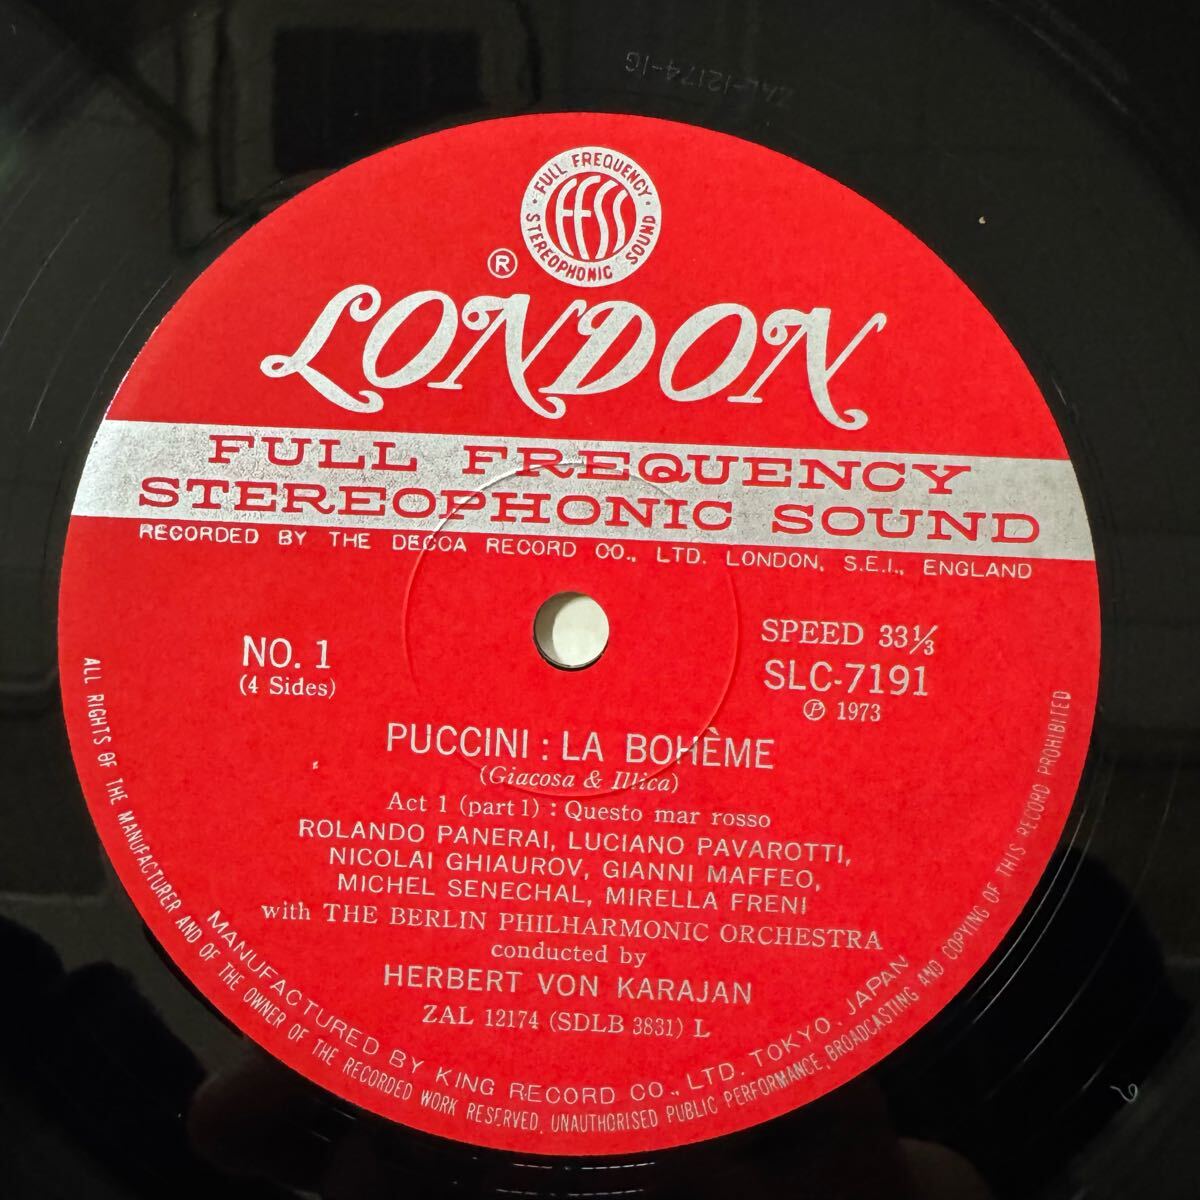 ZAL-12174-1G
FULL FREQUENCY
FFSS
STEREOPHONIC SOUND
®
LONDON
FULL FREQUENCY
STEREOPHONIC SOUND
RECORDED BY THE DECCA RECORD CO., LTD. LONDON, S.E.I., ENGLAND
NO. 1
(4 Sides)
SPEED 33⅓
SLC-7191
℗ 1973
PUCCINI : LA BOHÈME
(Giacosa & Illica)
Act 1 (part 1) : Questo mar rosso
ROLANDO PANERAI, LUCIANO PAVAROTTI,
NICOLAI GHIAUROV, GIANNI MAFFEO,
MICHEL SENECHAL, MIRELLA FRENI
with THE BERLIN PHILHARMONIC ORCHESTRA
conducted by
HERBERT VON KARAJAN
ZAL 12174 (SDLB 3831) L
MANUFACTURED BY KING RECORD CO., LTD. TOKYO, JAPAN
ALL RIGHTS OF THE MANUFACTURER AND OF THE OWNER OF THE RECORDED WORK RESERVED, UNAUTHORISED PUBLIC PERFORMANCE, BROADCASTING AND COPYING OF THIS RECORD PROHIBITED